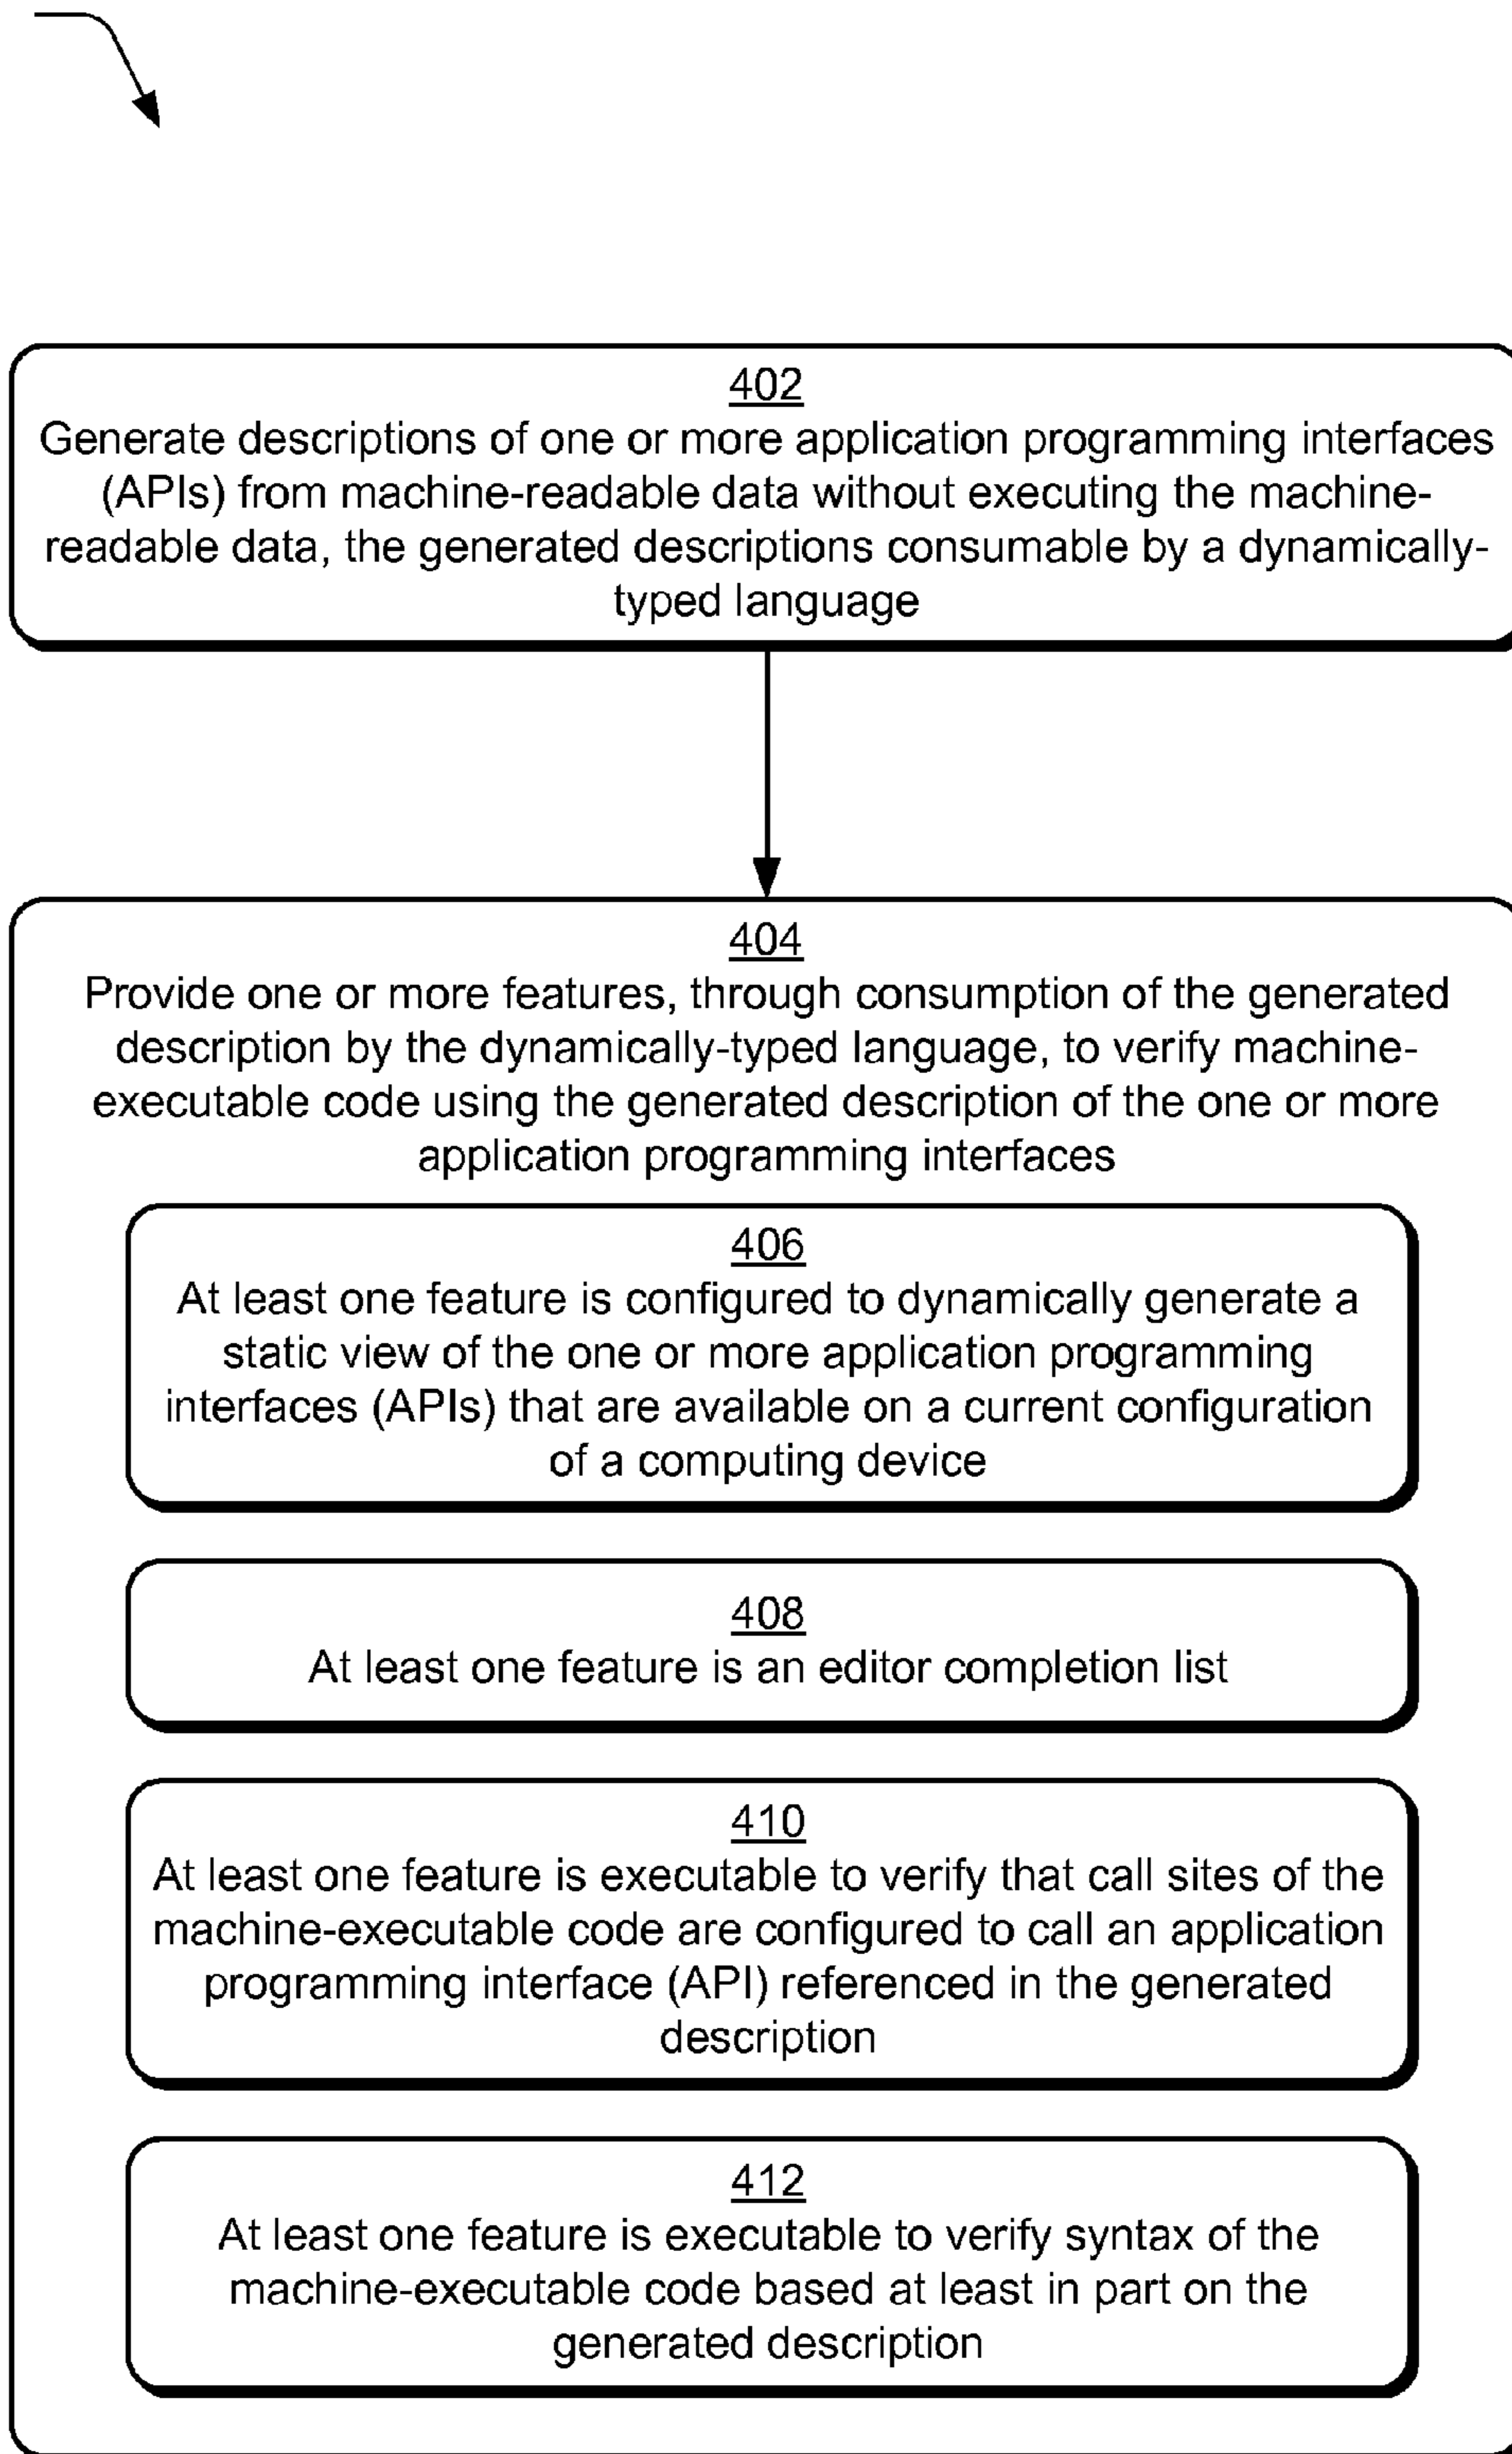 402
Generate descriptions of one or more application programming interfaces
(APIs) from machine-readable data without executing the machine-
readable data, the generated descriptions consumable by a dynamically-
typed language
404
Provide one or more features, through consumption of the generated
description by the dynamically-typed language, to verify machine-
executable code using the generated description of the one or more
application programming interfaces
406
At least one feature is configured to dynamically generate a
static view of the one or more application programming
interfaces (APIs) that are available on a current configuration
of a computing device
408
At least one feature is an editor completion list
410
At least one feature is executable to verify that call sites of the
machine-executable code are configured to call an application
programming interface (API) referenced in the generated
description
412
At least one feature is executable to verify syntax of the
machine-executable code based at least in part on the
generated description